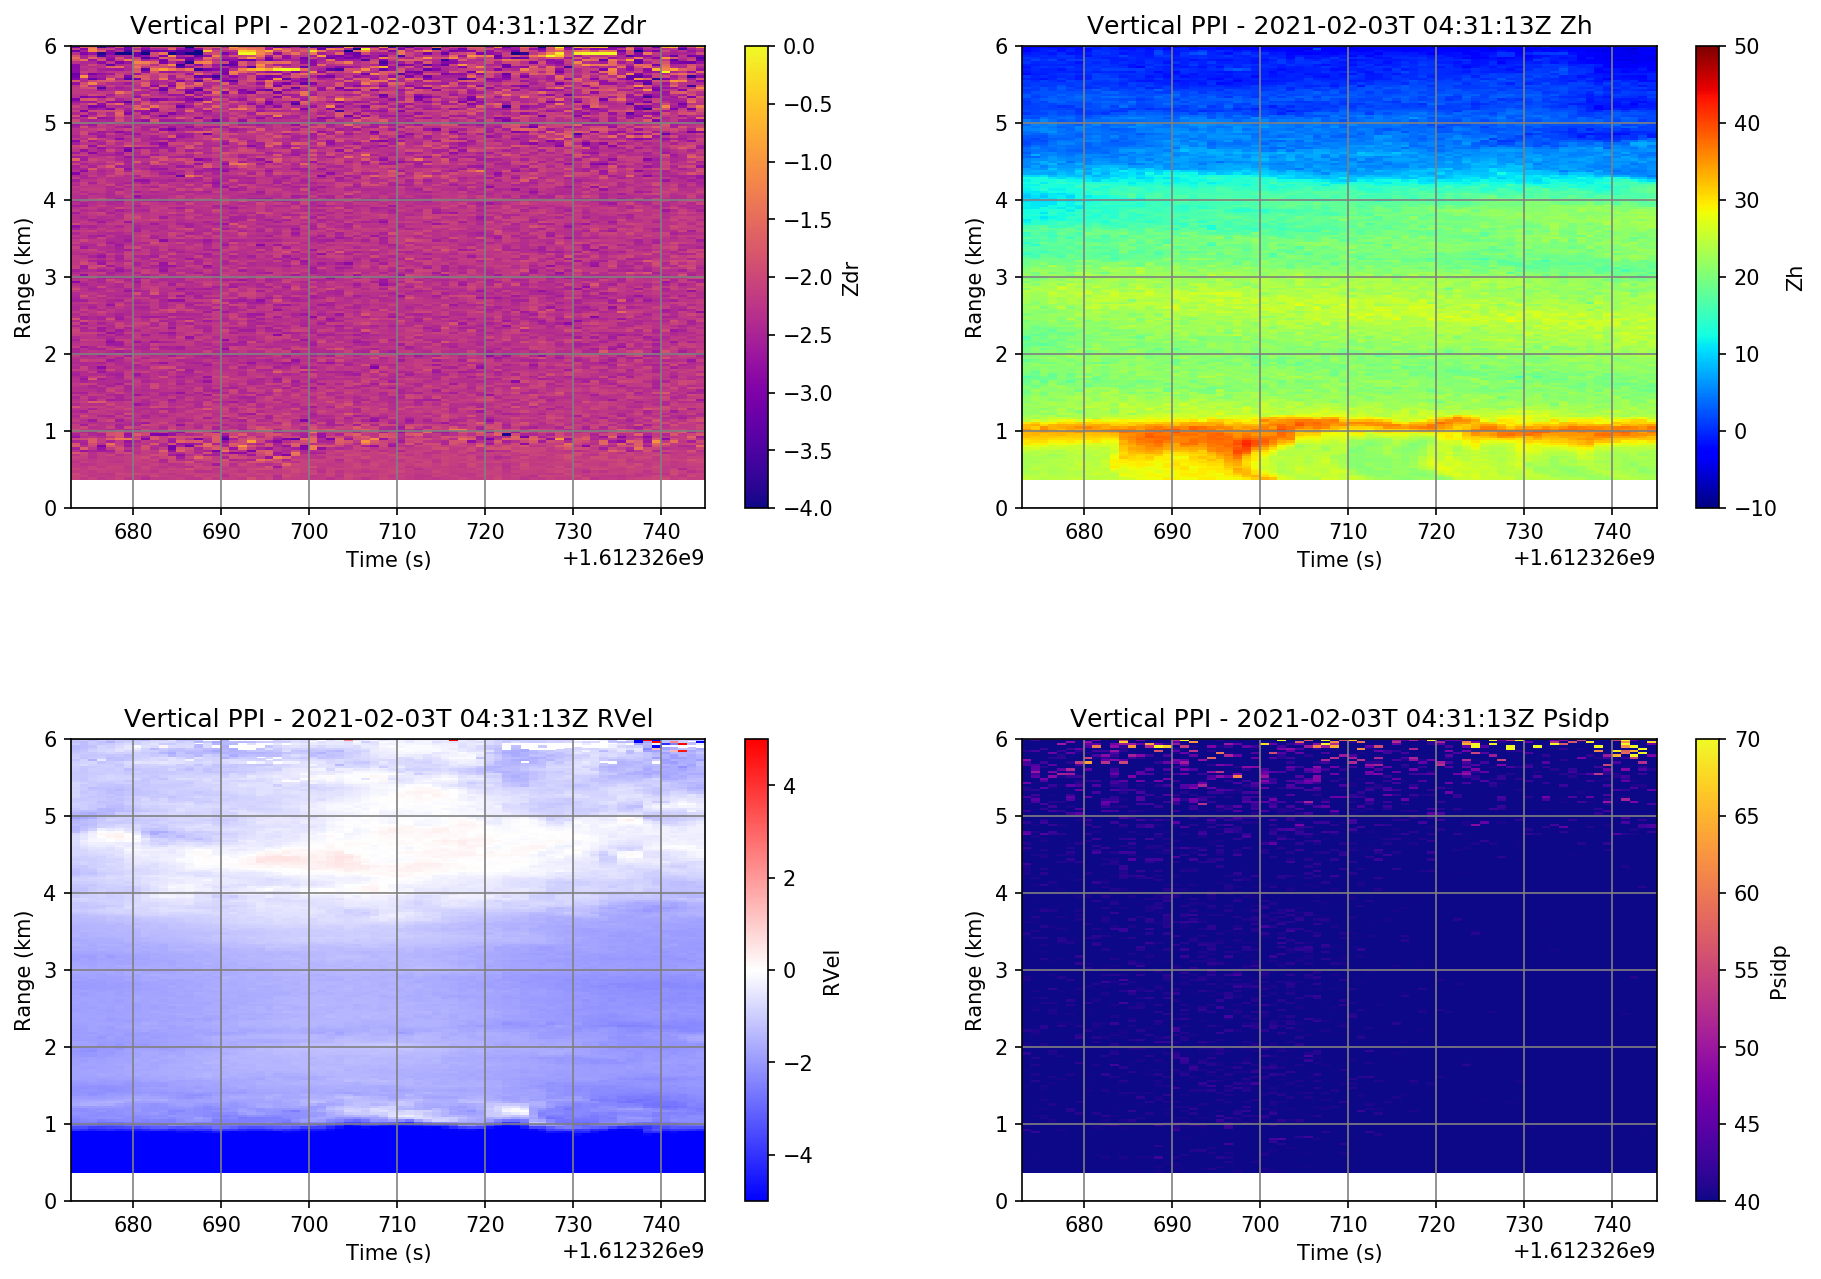 Vertical PPI - 2021-02-03T 04:31:13Z Zdr
6
5
4
3
2
1
0
Range (km)
680 690 700 710 720 730 740
Time (s)
+1.612326e9
0.0
−0.5
−1.0
−1.5
−2.0
−2.5
−3.0
−3.5
−4.0
Zdr
Vertical PPI - 2021-02-03T 04:31:13Z Zh
6
5
4
3
2
1
0
Range (km)
680 690 700 710 720 730 740
Time (s)
+1.612326e9
50
40
30
20
10
0
−10
Zh
Vertical PPI - 2021-02-03T 04:31:13Z RVel
6
5
4
3
2
1
0
Range (km)
680 690 700 710 720 730 740
Time (s)
+1.612326e9
4
2
0
−2
−4
RVel
Vertical PPI - 2021-02-03T 04:31:13Z Psidp
6
5
4
3
2
1
0
Range (km)
680 690 700 710 720 730 740
Time (s)
+1.612326e9
70
65
60
55
50
45
40
Psidp